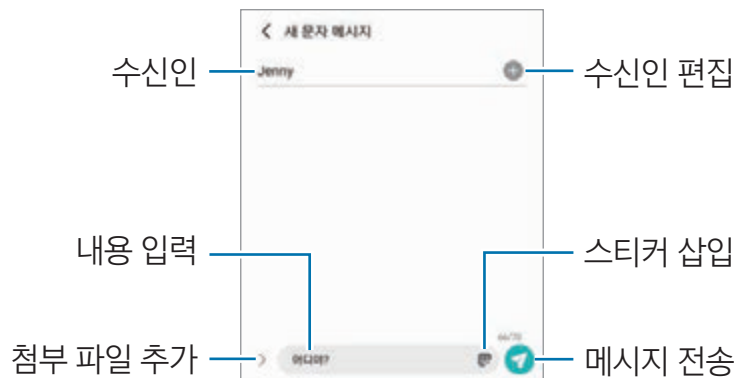 새 문자 메시지
수신인
Jenny
수신인 편집
내용 입력
스티커 삽입
첨부 파일 추가
어디야?
메시지 전송